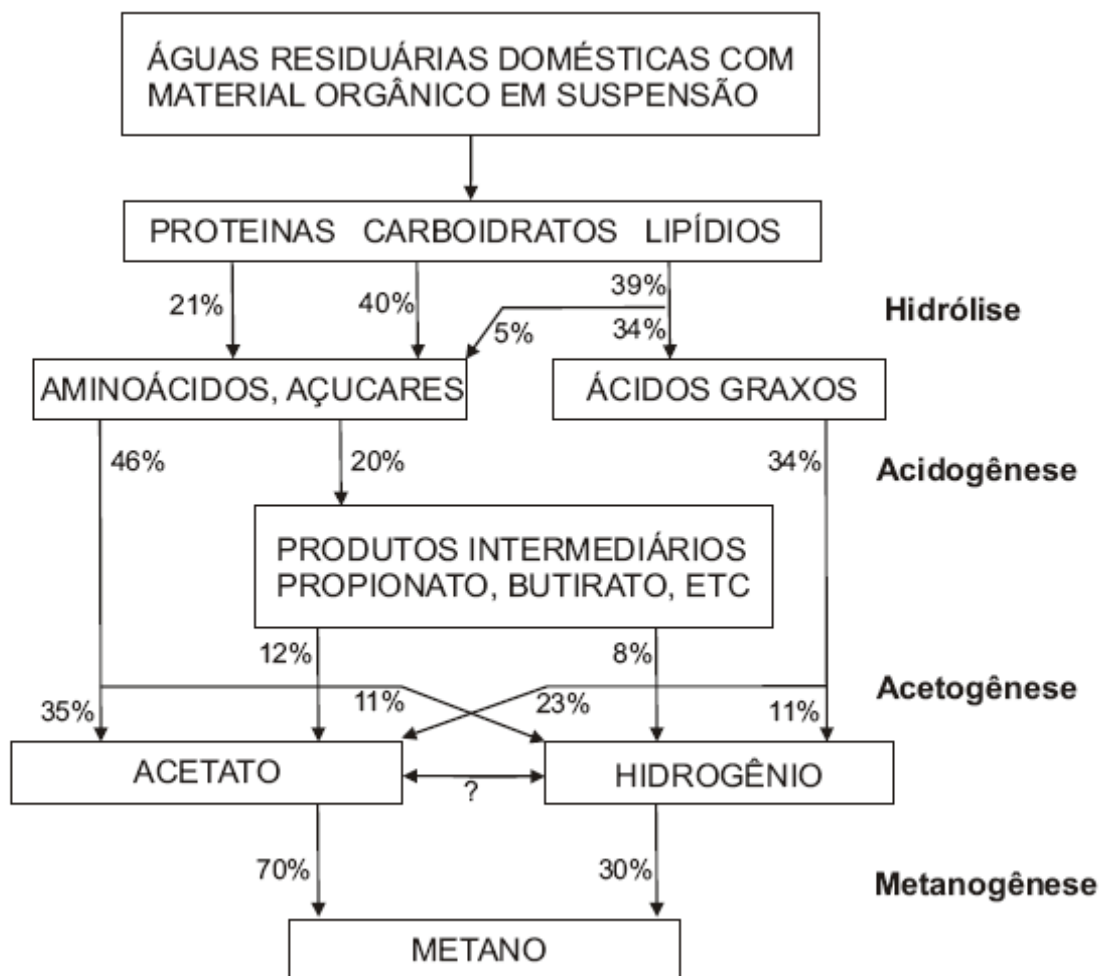 ÁGUAS RESIDUÁRIAS DOMÉSTICAS COM
MATERIAL ORGÂNICO EM SUSPENSÃO
PROTEINAS CARBOIDRATOS LIPÍDIOS
21% 40% 39%
5% 34%
Hidrólise
AMINOÁCIDOS, AÇUCARES
ÁCIDOS GRAXOS
46% 20% 34%
Acidogênese
PRODUTOS INTERMEDIÁRIOS
PROPIONATO, BUTIRATO, ETC
12% 8%
35% 11% 23% 11%
Acetogênese
ACETATO
?
HIDROGÊNIO
70% 30%
Metanogênese
METANO